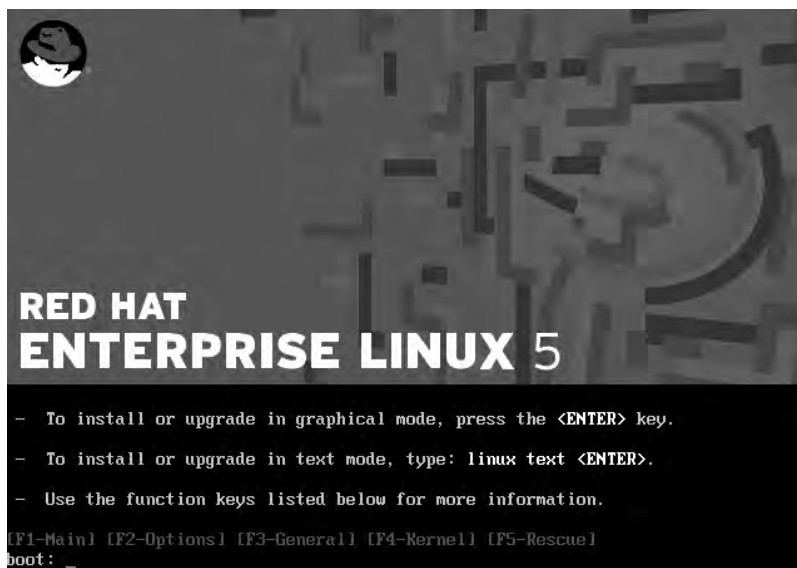 RED HAT
ENTERPRISE LINUX 5
- To install or upgrade in graphical mode, press the <ENTER> key.
- To install or upgrade in text mode, type: linux text <ENTER>.
- Use the function keys listed below for more information.
[F1-Main] [F2-Options] [F3-General] [F4-Kernel] [F5-Rescue]
boot: _